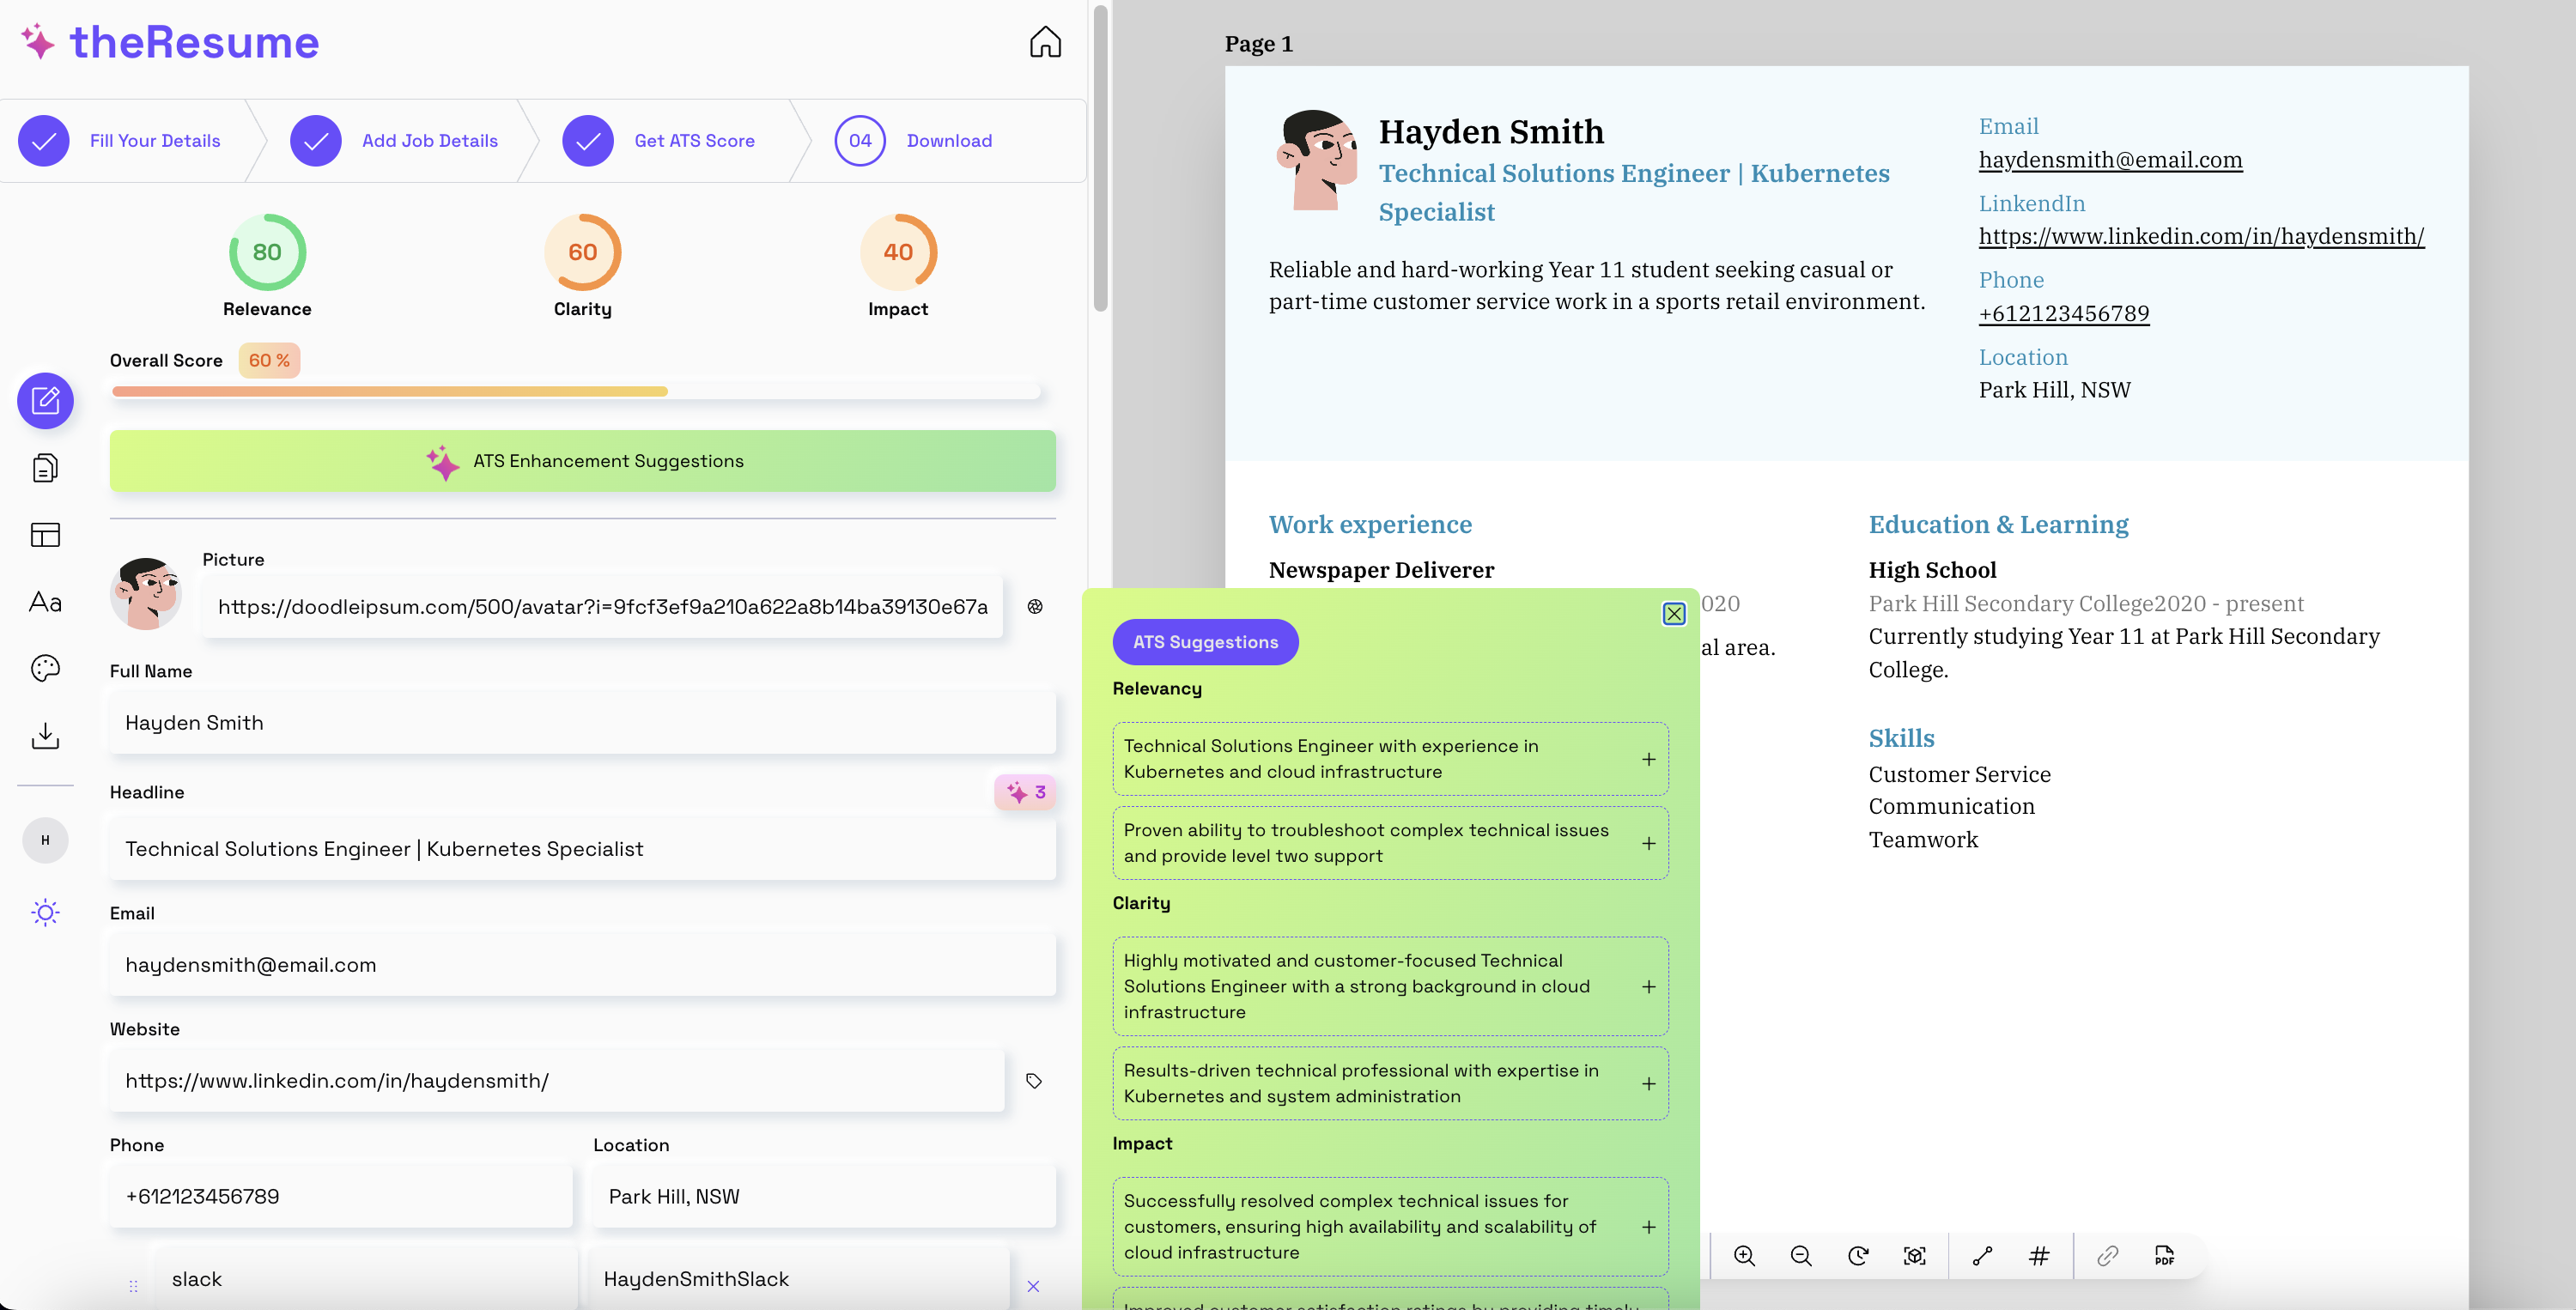 theResume
Fill Your Details
Add Job Details
Get ATS Score
04
Download
80
Relevance
60
Clarity
40
Impact
Overall Score
60 %
ATS Enhancement Suggestions
Picture
https://doodleipsum.com/500/avatar?i=9fcf3ef9a210a622a8b14ba39130e67a
Full Name
Hayden Smith
Headline
3
Technical Solutions Engineer | Kubernetes Specialist
Email
haydensmith@email.com
Website
https://www.linkedin.com/in/haydensmith/
Phone
Location
+612123456789
Park Hill, NSW
slack
HaydenSmithSlack
Aa
H
Page 1
Hayden Smith
Technical Solutions Engineer | Kubernetes
Specialist
Reliable and hard-working Year 11 student seeking casual or
part-time customer service work in a sports retail environment.
Email
haydensmith@email.com
LinkendIn
https://www.linkedin.com/in/haydensmith/
Phone
+612123456789
Location
Park Hill, NSW
Work experience
Newspaper Deliverer
020
al area.
Education & Learning
High School
Park Hill Secondary College2020 - present
Currently studying Year 11 at Park Hill Secondary
College.
Skills
Customer Service
Communication
Teamwork
ATS Suggestions
Relevancy
Technical Solutions Engineer with experience in
Kubernetes and cloud infrastructure
Proven ability to troubleshoot complex technical issues
and provide level two support
Clarity
Highly motivated and customer-focused Technical
Solutions Engineer with a strong background in cloud
infrastructure
Results-driven technical professional with expertise in
Kubernetes and system administration
Impact
Successfully resolved complex technical issues for
customers, ensuring high availability and scalability of
cloud infrastructure
Improved customer satisfaction ratings by providing timely
PDF